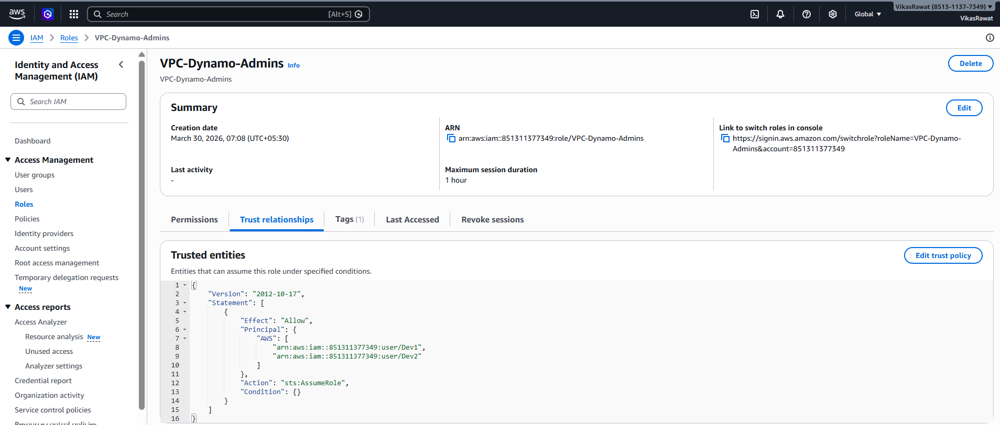 aws
Search [Alt+S]
Global
VikasRawat (8513-1137-7349)
VikasRawat
IAM
Roles
VPC-Dynamo-Admins
Identity and Access
Management (IAM)
Search IAM
Dashboard
Access Management
User groups
Users
Roles
Policies
Identity providers
Account settings
Root access management
Temporary delegation requests
New
Access reports
Access Analyzer
Resource analysis New
Unused access
Analyzer settings
Credential report
Organization activity
Service control policies
Resource control policies
VPC-Dynamo-Admins Info
Delete
VPC-Dynamo-Admins
Summary
Edit
Creation date
March 30, 2026, 07:08 (UTC+05:30)
ARN
arn:aws:iam::851311377349:role/VPC-Dynamo-Admins
Link to switch roles in console
https://signin.aws.amazon.com/switchrole?roleName=VPC-Dynamo-
Admins&account=851311377349
Last activity
-
Maximum session duration
1 hour
Permissions
Trust relationships
Tags (1)
Last Accessed
Revoke sessions
Trusted entities
Edit trust policy
Entities that can assume this role under specified conditions.
1 {
2 "Version": "2012-10-17",
3 "Statement": [
4 {
5 "Effect": "Allow",
6 "Principal": {
7 "AWS": [
8 "arn:aws:iam::851311377349:user/Dev1",
9 "arn:aws:iam::851311377349:user/Dev2"
10 ]
11 },
12 "Action": "sts:AssumeRole",
13 "Condition": {}
14 }
15 ]
16 }